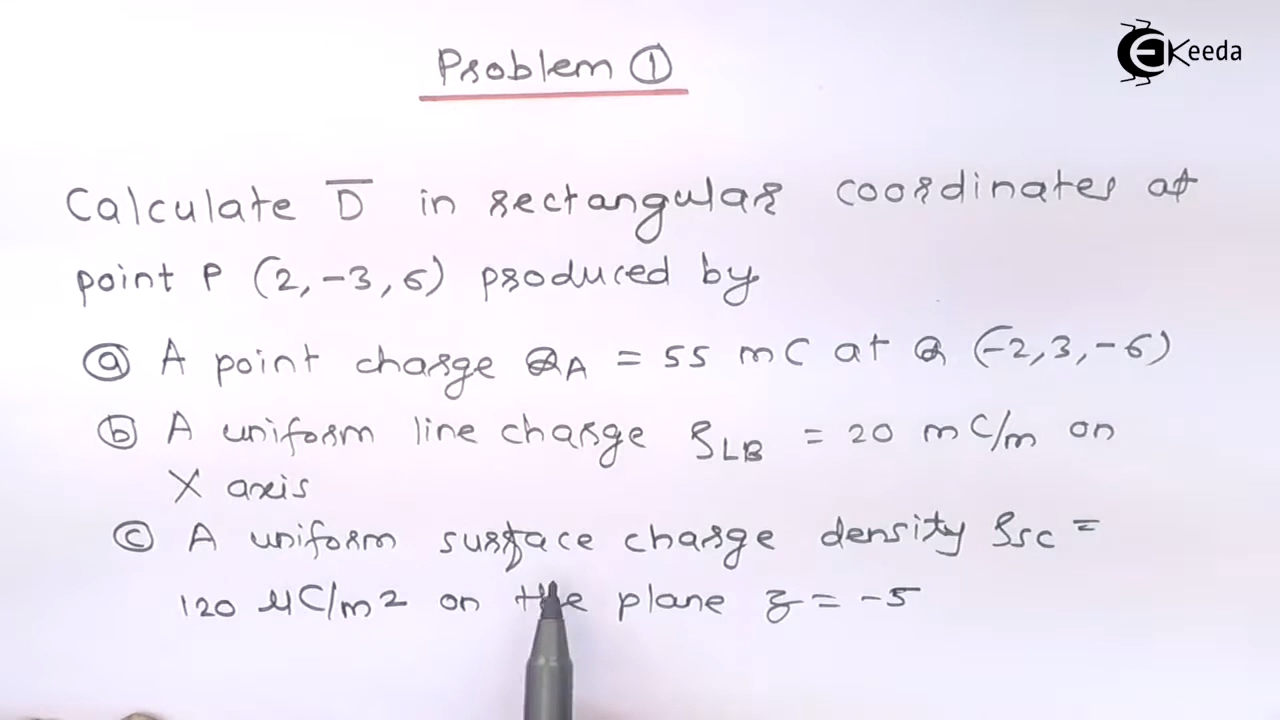 Problem ①
Keeda
Calculate D̅ in rectangular coordinates at
point P (2,-3,6) produced by
ⓐ A point charge QA = 55 mC at Q (-2,3,-6)
ⓑ A uniform line charge ρLB = 20 mC/m on
X axis
ⓒ A uniform surface charge density ρSC =
120 μC/m2 on the plane z = -5